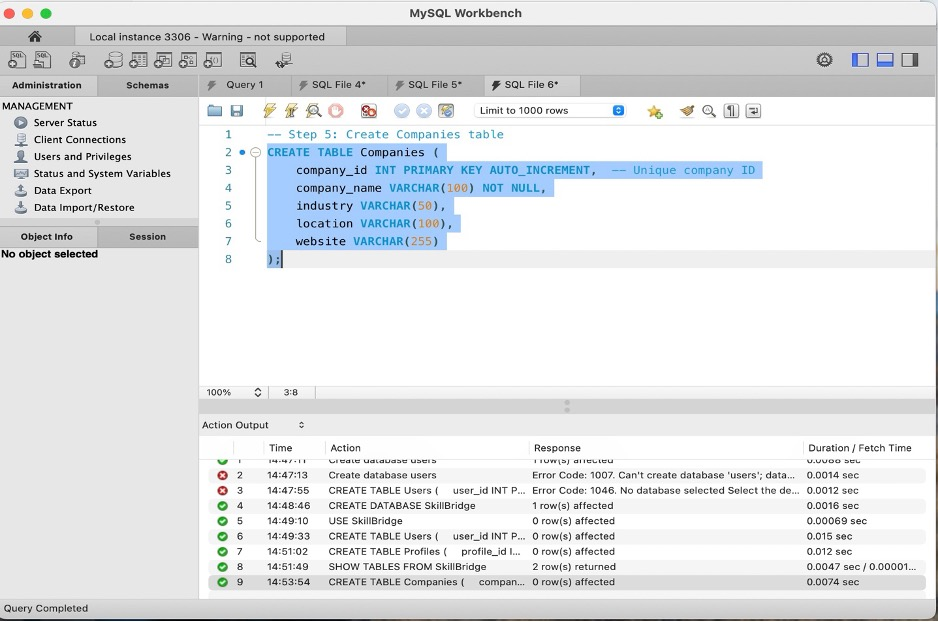 MySQL Workbench
Local instance 3306 - Warning - not supported
Administration Schemas Query 1 SQL File 4* SQL File 5* SQL File 6*
MANAGEMENT
Server Status
Client Connections
Users and Privileges
Status and System Variables
Data Export
Data Import/Restore
Object Info Session
No object selected
Limit to 1000 rows
1 -- Step 5: Create Companies table
2 CREATE TABLE Companies (
3 company_id INT PRIMARY KEY AUTO_INCREMENT, -- Unique company ID
4 company_name VARCHAR(100) NOT NULL,
5 industry VARCHAR(50),
6 location VARCHAR(100),
7 website VARCHAR(255)
8 );
100% 3:8
Action Output
Time Action Response Duration / Fetch Time
1 14:47:11 Create database users 1 row(s) affected 0.0088 sec
2 14:47:13 Create database users Error Code: 1007. Can't create database 'users'; data... 0.0014 sec
3 14:47:55 CREATE TABLE Users ( user_id INT P... Error Code: 1046. No database selected Select the de... 0.0012 sec
4 14:48:46 CREATE DATABASE SkillBridge 1 row(s) affected 0.0016 sec
5 14:49:10 USE SkillBridge 0 row(s) affected 0.00069 sec
6 14:49:33 CREATE TABLE Users ( user_id INT P... 0 row(s) affected 0.015 sec
7 14:51:02 CREATE TABLE Profiles ( profile_id I... 0 row(s) affected 0.012 sec
8 14:51:49 SHOW TABLES FROM SkillBridge 2 row(s) returned 0.0047 sec / 0.00001...
9 14:53:54 CREATE TABLE Companies ( compan... 0 row(s) affected 0.0074 sec
Query Completed